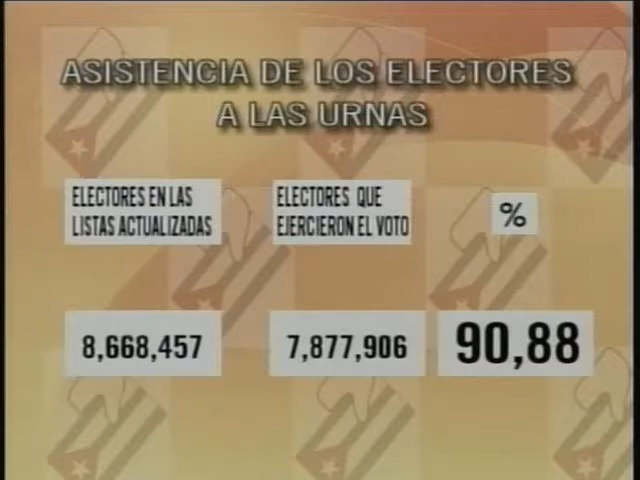 ASISTENCIA DE LOS ELECTORES
A LAS URNAS
ELECTORES EN LAS
LISTAS ACTUALIZADAS
ELECTORES QUE
EJERCIERON EL VOTO
%
8,668,457
7,877,906
90,88